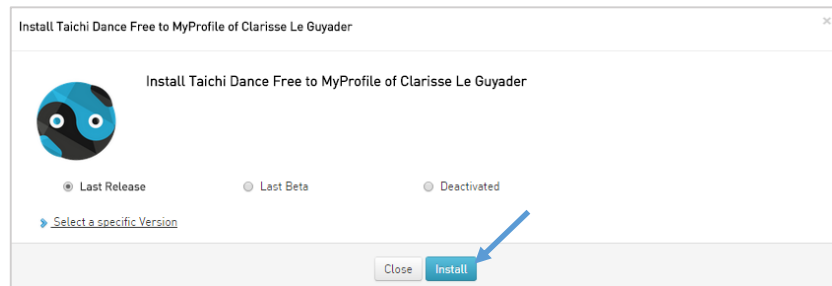 Install Taichi Dance Free to MyProfile of Clarisse Le Guyader
Install Taichi Dance Free to MyProfile of Clarisse Le Guyader
Last Release Last Beta Deactivated
Select a specific Version
Close Install